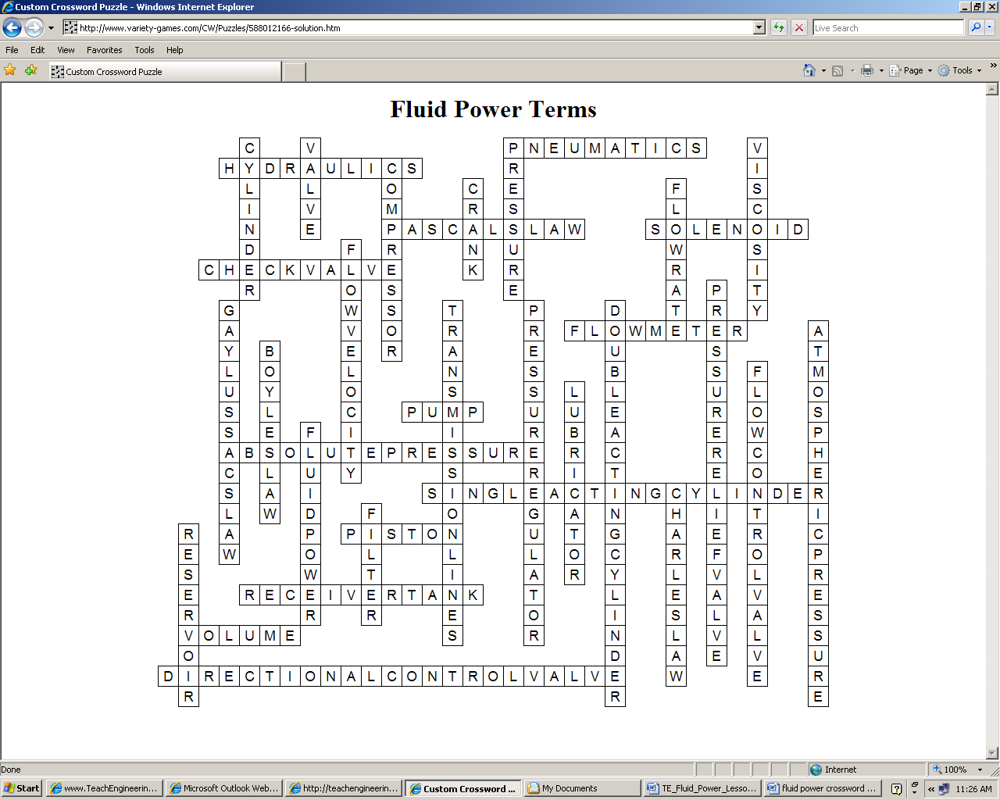 Custom Crossword Puzzle - Windows Internet Explorer
http://www.variety-games.com/CW/Puzzles/588012166-solution.htm
Live Search
File Edit View Favorites Tools Help
Custom Crossword Puzzle
Page Tools
Fluid Power Terms
CYLINDER
VALVE
PNEUMATICS
PRESSURE
VISCOSITY
HYDRAULICS
COMPRESSOR
CRANK
FLOWRATE
PASCALSLAW
SOLENOID
FLOWVELOCITY
CHECKVALVE
PRESSURERELIEFVALVE
GAYLUSSACSLAW
TRANSMISSIONLINES
PRESSUREREGULATOR
DOUBLEACTINGCYLINDER
FLOWMETER
ATMOSPHERICPRESSURE
BOYLESLAW
FLOWCONTROLVALVE
LUBRICATOR
PUMP
FLUIDPOWER
ABSOLUTEPRESSURE
SINGLEACTINGCYLINDER
CHARLESLAW
FILTER
RESERVOIR
PISTON
RECEIVERTANK
VOLUME
DIRECTIONALCONTROLVALVE
Done
Internet
100%
Start
www.TeachEngineerin...
Microsoft Outlook Web...
http://teachengineerin...
Custom Crossword ...
My Documents
TE_Fluid_Power_Lesso...
fluid power crossword ...
11:26 AM